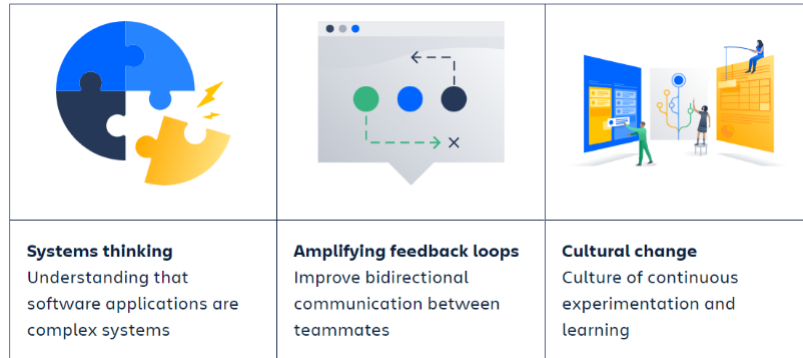 Systems thinking
Understanding that
software applications are
complex systems
Amplifying feedback loops
Improve bidirectional
communication between
teammates
Cultural change
Culture of continuous
experimentation and
learning